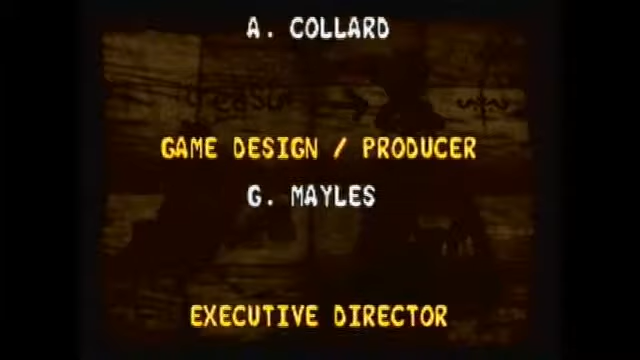 A. COLLARD
GAME DESIGN / PRODUCER
G. MAYLES
EXECUTIVE DIRECTOR